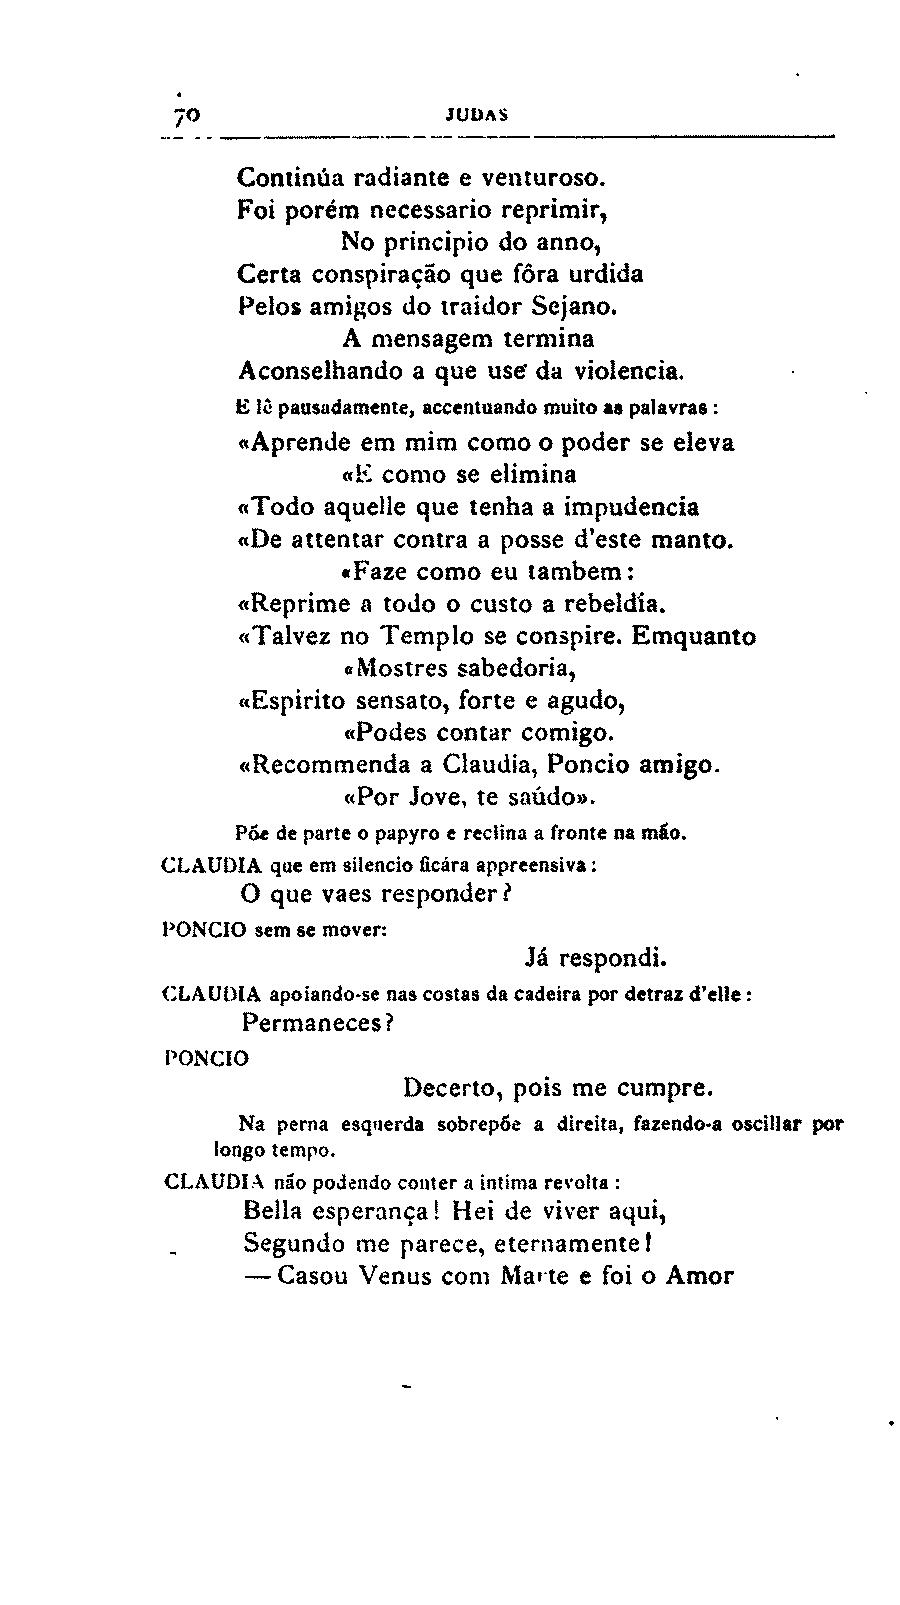 70 JUDAS
Continúa radiante e venturoso.
Foi porém necessario reprimir,
No principio do anno,
Certa conspiração que fôra urdida
Pelos amigos do traidor Sejano.
A mensagem termina
Aconselhando a que use da violencia.
E lê pausadamente, accentuando muito as palavras :
«Aprende em mim como o poder se eleva
«E como se elimina
«Todo aquelle que tenha a impudencia
«De attentar contra a posse d'este manto.
«Faze como eu tambem :
«Reprime a todo o custo a rebeldía.
«Talvez no Templo se conspire. Emquanto
«Mostres sabedoria,
«Espirito sensato, forte e agudo,
«Podes contar comigo.
«Recommenda a Claudia, Poncio amigo.
«Por Jove, te saúdo».
Põe de parte o papyro e reclina a fronte na mão.
CLAUDIA que em silencio ficára appreensiva :
O que vaes responder ?
PONCIO sem se mover:
Já respondi.
CLAUDIA apoiando-se nas costas da cadeira por detraz d'elle :
Permaneces ?
PONCIO
Decerto, pois me cumpre.
Na perna esquerda sobrepõe a direita, fazendo-a oscillar por
longo tempo.
CLAUDIA não podendo conter a intima revolta :
Bella esperança! Hei de viver aqui,
Segundo me parece, eternamente!
— Casou Venus com Marte e foi o Amor